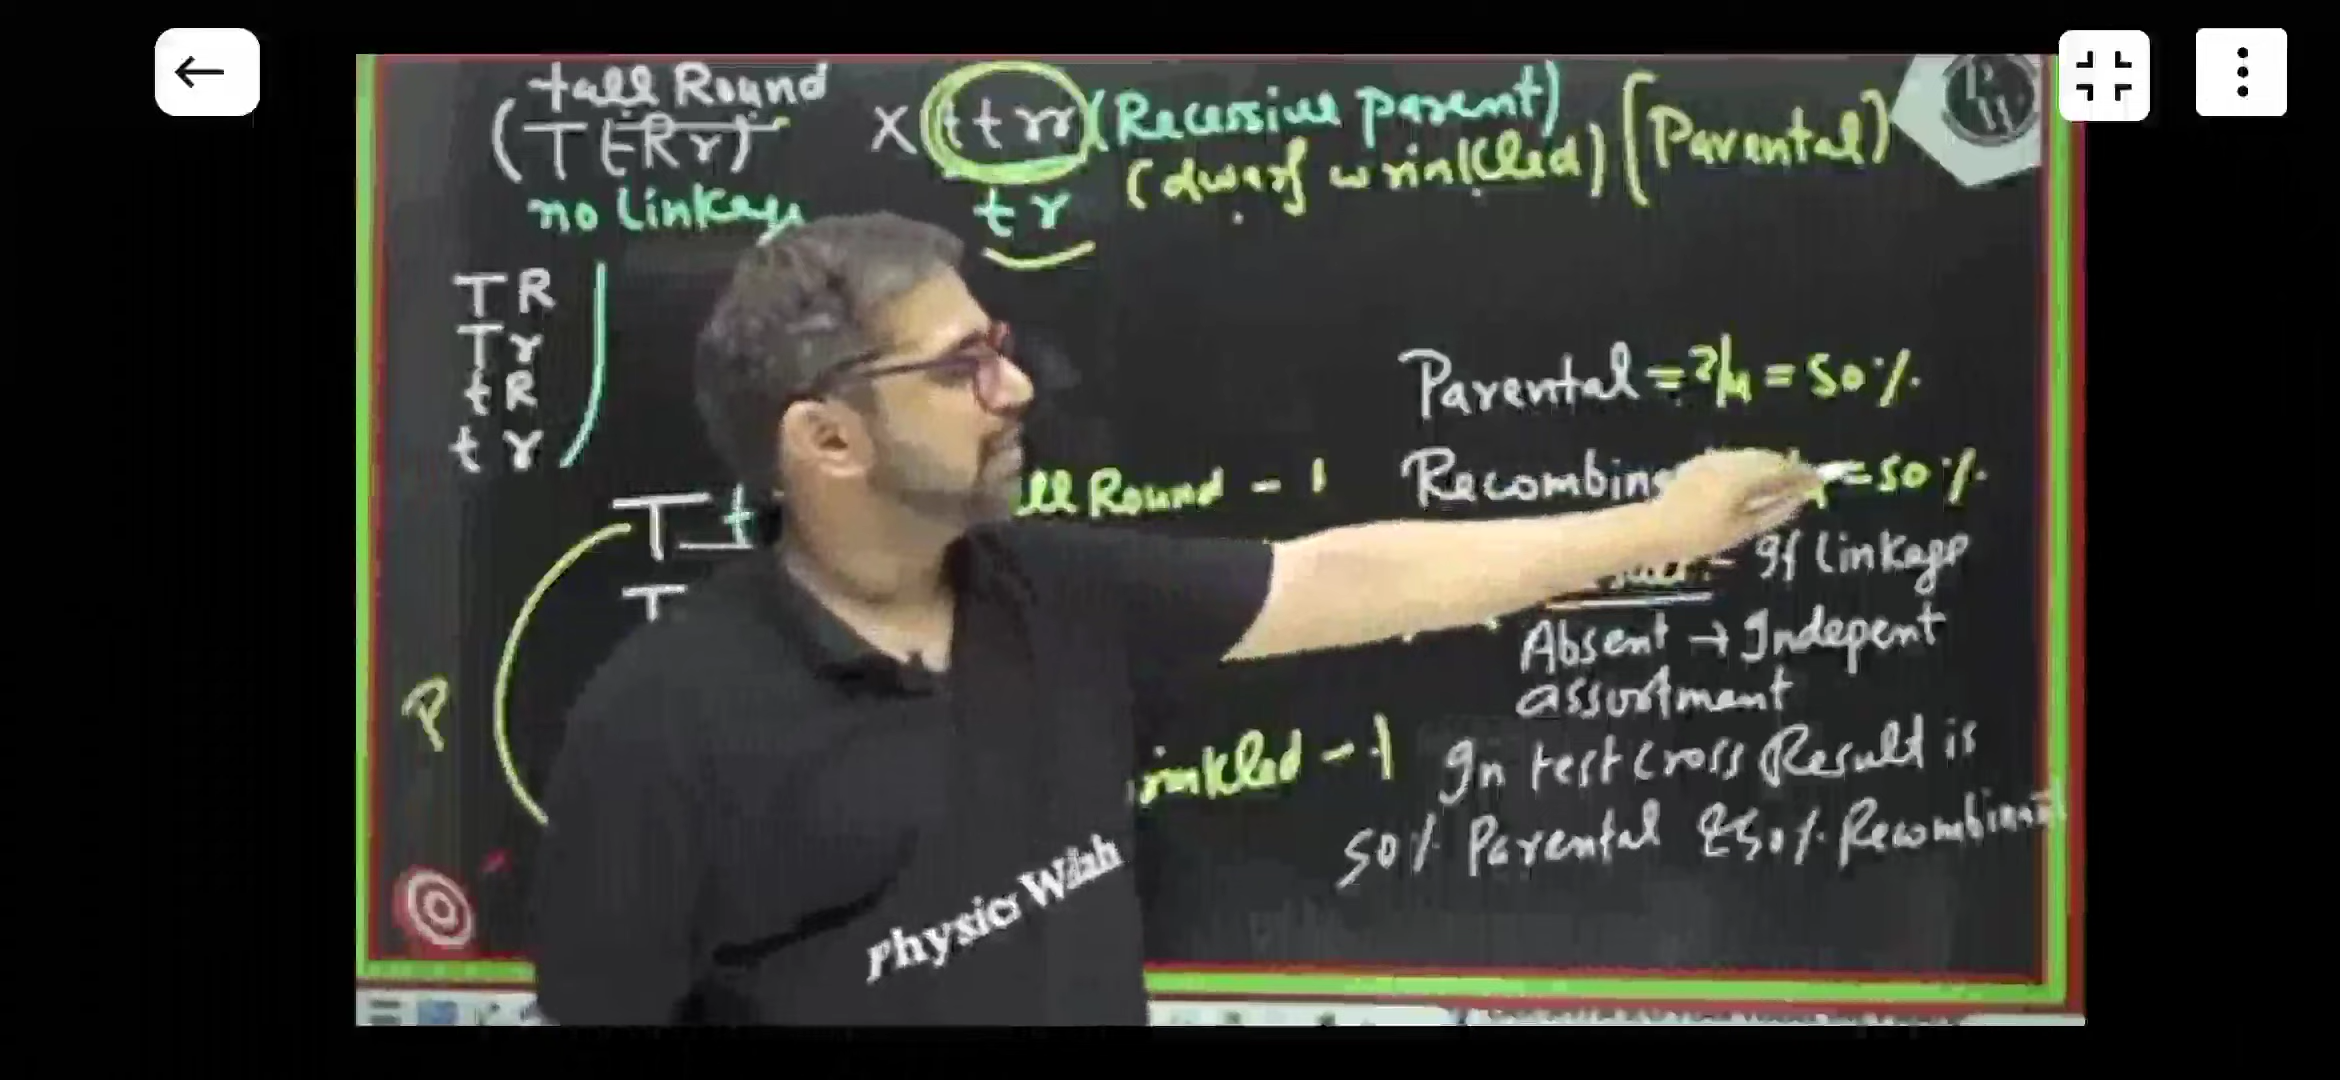 tall Round
(TtRr) X ttrr (Recessive parent)
(dwarf wrinkled) (Parental)
no linkage
tr
TR
Tr
tR
tr
Parental = 2/4 = 50%
= 50%
Tt
ll Round - 1
If linkage
T
Absent → Indepent
assortment
P
rinkled - 1
In test cross Result is
50% Parental & 50% Recombinant
Physics Wallah
PW